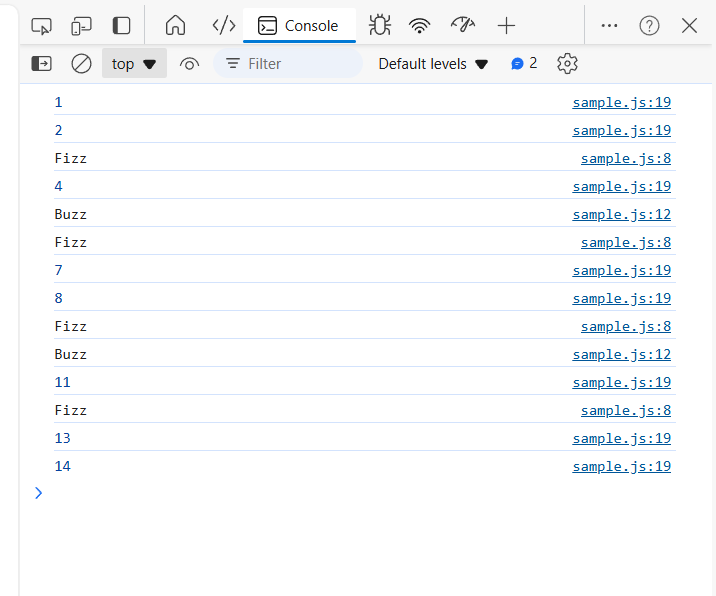 Console
top Filter Default levels 2
1 sample.js:19
2 sample.js:19
Fizz sample.js:8
4 sample.js:19
Buzz sample.js:12
Fizz sample.js:8
7 sample.js:19
8 sample.js:19
Fizz sample.js:8
Buzz sample.js:12
11 sample.js:19
Fizz sample.js:8
13 sample.js:19
14 sample.js:19